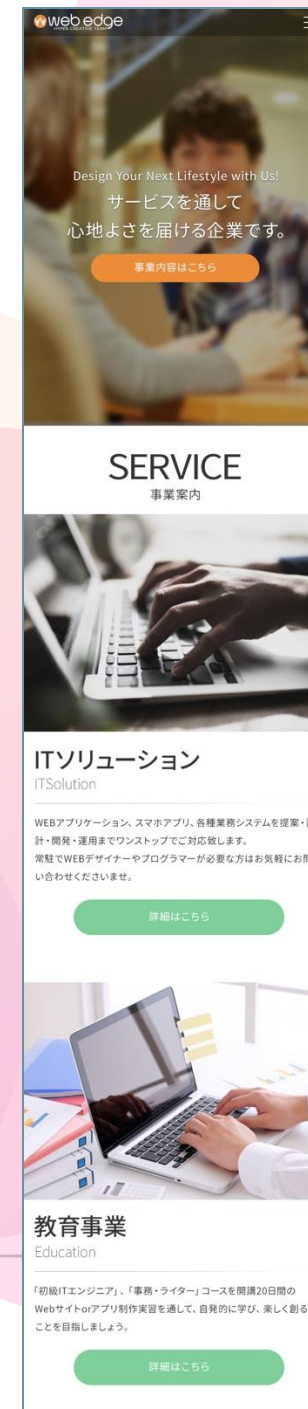 web edge
HYPER CREATIVE TEAM
Design Your Next Lifestyle with Us!
サービスを通して
心地よさを届ける企業です。
事業内容はこちら
SERVICE
事業案内
ITソリューション
ITSolution
WEBアプリケーション、スマホアプリ、各種業務システムを提案・
計・開発・運用までワンストップでご対応致します。
常駐でWEBデザイナーやプログラマーが必要な方はお気軽にお
い合わせくださいませ。
詳細はこちら
教育事業
Education
「初級ITエンジニア」、「事務・ライター」コースを開講20日間の
Webサイトorアプリ制作実習を通して、自発的に学び、楽しく創る
ことを目指しましょう。
詳細はこちら